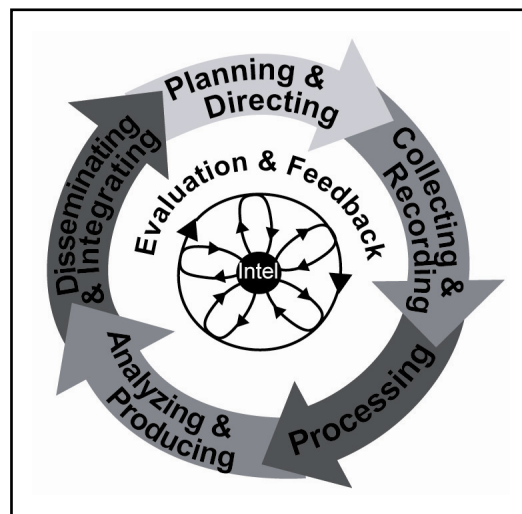 Planning &
Directing
Collecting &
Recording
Processing
Analyzing &
Producing
Disseminating
& Integrating
Evaluation & Feedback
Intel